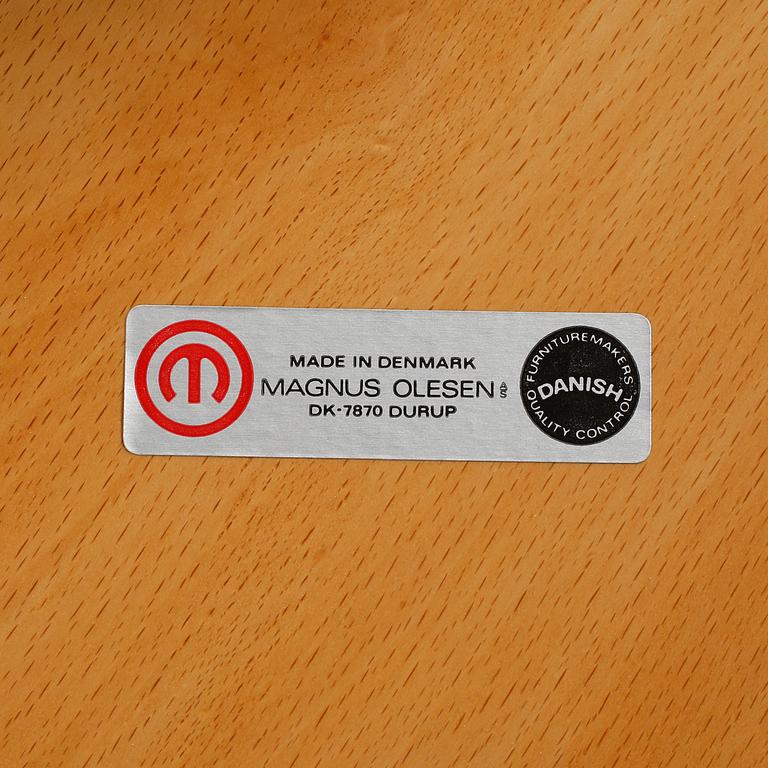 MADE IN DENMARK
MAGNUS OLESEN A/S
DK-7870 DURUP
FURNITUREMAKERS
DANISH
QUALITY CONTROL